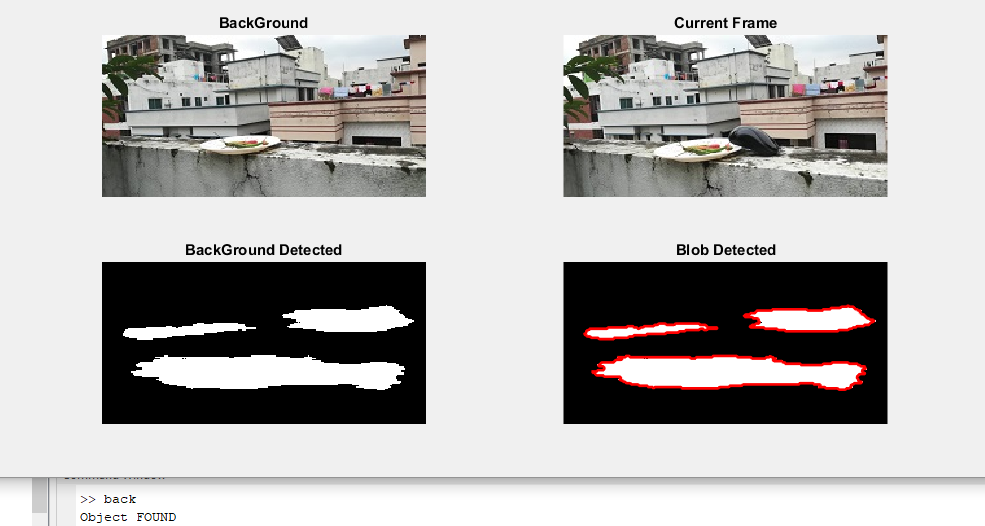 BackGround
Current Frame
BackGround Detected
Blob Detected
>> back
Object FOUND